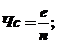 Чс = е/п;